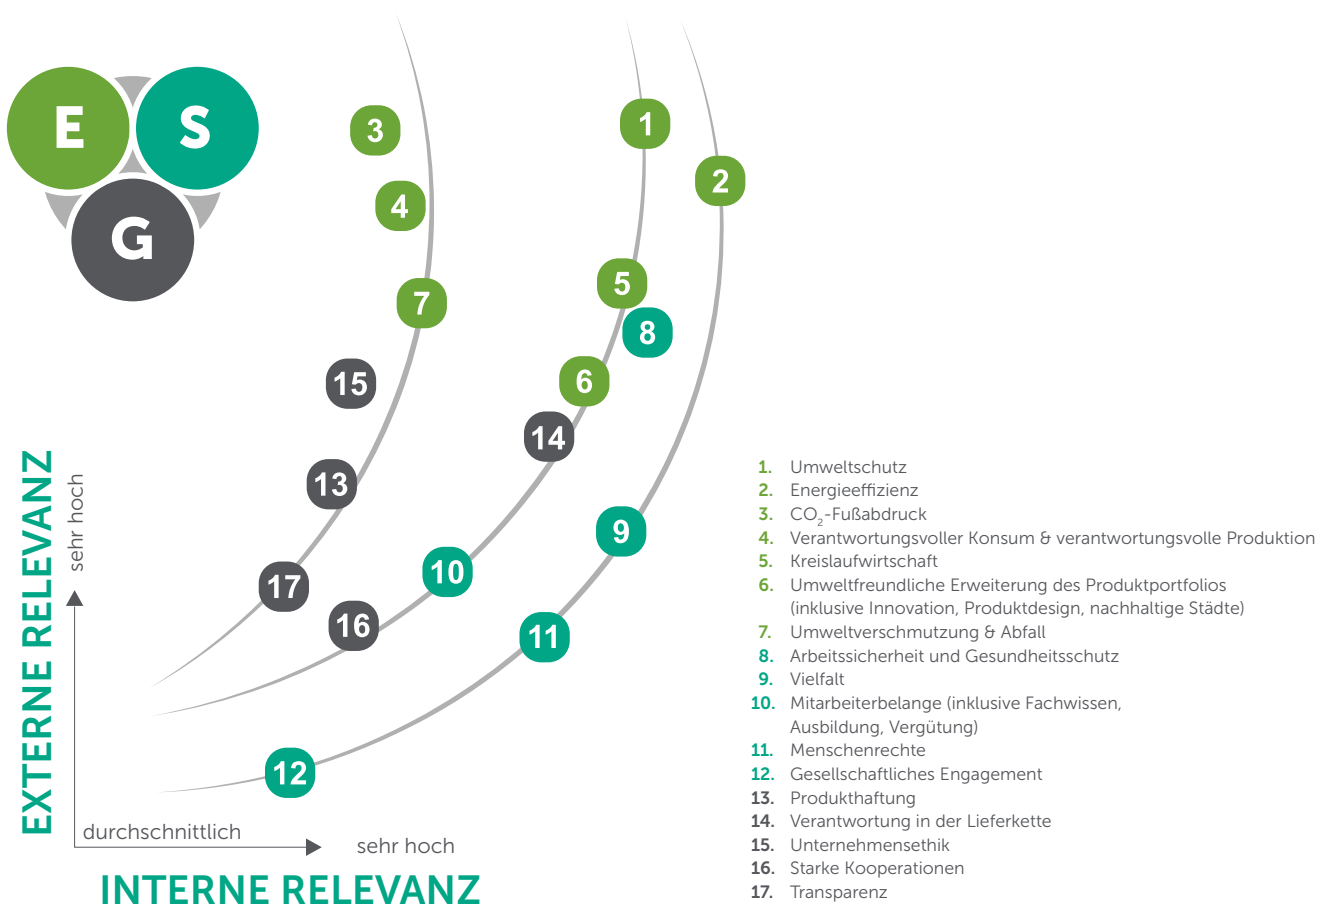 E S
G
3
1
2
4
5
7
8
6
15
14
13
9
10
17
16
11
12
EXTERNE RELEVANZ
sehr hoch
durchschnittlich
sehr hoch
INTERNE RELEVANZ
1. Umweltschutz
2. Energieeffizienz
3. CO₂-Fußabdruck
4. Verantwortungsvoller Konsum & verantwortungsvolle Produktion
5. Kreislaufwirtschaft
6. Umweltfreundliche Erweiterung des Produktportfolios
(inklusive Innovation, Produktdesign, nachhaltige Städte)
7. Umweltverschmutzung & Abfall
8. Arbeitssicherheit und Gesundheitsschutz
9. Vielfalt
10. Mitarbeiterbelange (inklusive Fachwissen,
Ausbildung, Vergütung)
11. Menschenrechte
12. Gesellschaftliches Engagement
13. Produkthaftung
14. Verantwortung in der Lieferkette
15. Unternehmensethik
16. Starke Kooperationen
17. Transparenz